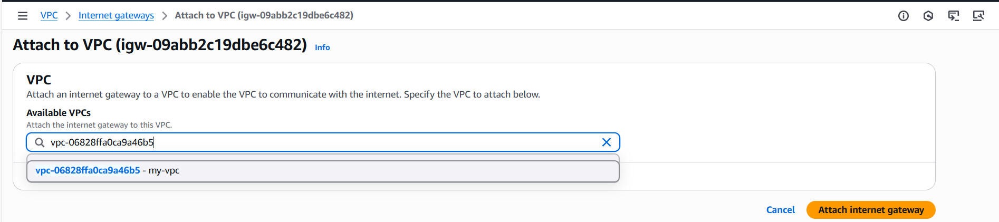 VPC > Internet gateways > Attach to VPC (igw-09abb2c19dbe6c482)
Attach to VPC (igw-09abb2c19dbe6c482) Info
VPC
Attach an internet gateway to a VPC to enable the VPC to communicate with the internet. Specify the VPC to attach below.
Available VPCs
Attach the internet gateway to this VPC.
vpc-06828ffa0ca9a46b5
vpc-06828ffa0ca9a46b5 - my-vpc
Cancel Attach internet gateway